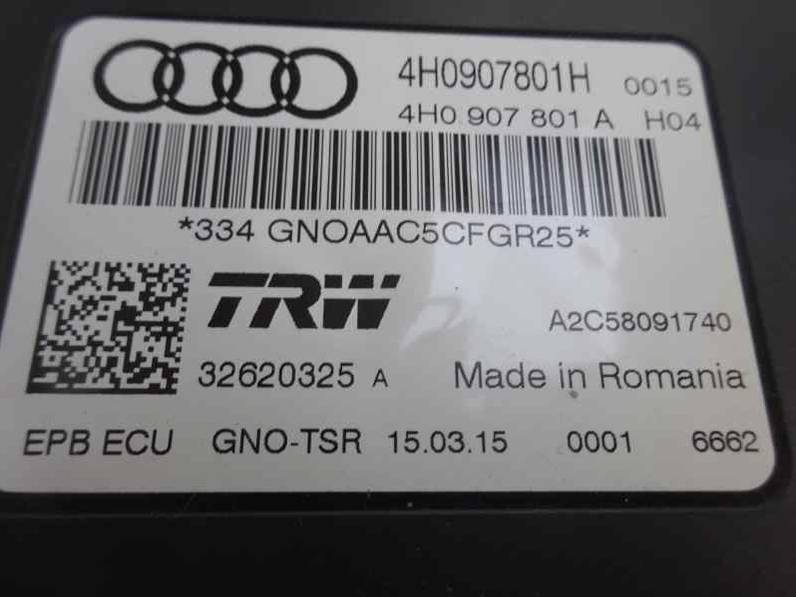 4H0907801H 0015
4H0 907 801 A H04
*334 GNOAAC5CFGR25*
TRW
A2C58091740
32620325 A Made in Romania
EPB ECU GNO-TSR 15.03.15 0001 6662